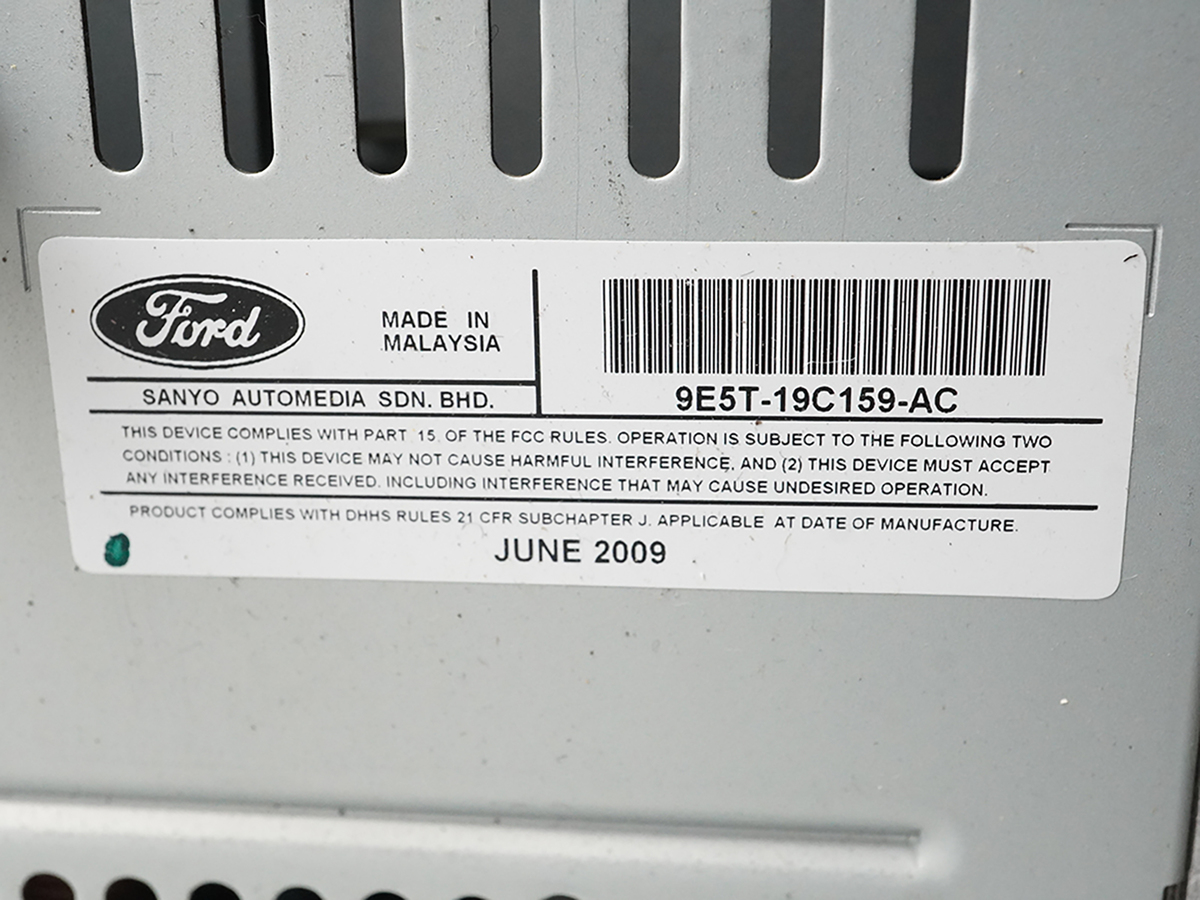 Ford
MADE IN
MALAYSIA
SANYO AUTOMEDIA SDN. BHD.
9E5T-19C159-AC
THIS DEVICE COMPLIES WITH PART 15 OF THE FCC RULES. OPERATION IS SUBJECT TO THE FOLLOWING TWO
CONDITIONS : (1) THIS DEVICE MAY NOT CAUSE HARMFUL INTERFERENCE, AND (2) THIS DEVICE MUST ACCEPT
ANY INTERFERENCE RECEIVED. INCLUDING INTERFERENCE THAT MAY CAUSE UNDESIRED OPERATION.
PRODUCT COMPLIES WITH DHHS RULES 21 CFR SUBCHAPTER J. APPLICABLE AT DATE OF MANUFACTURE.
JUNE 2009